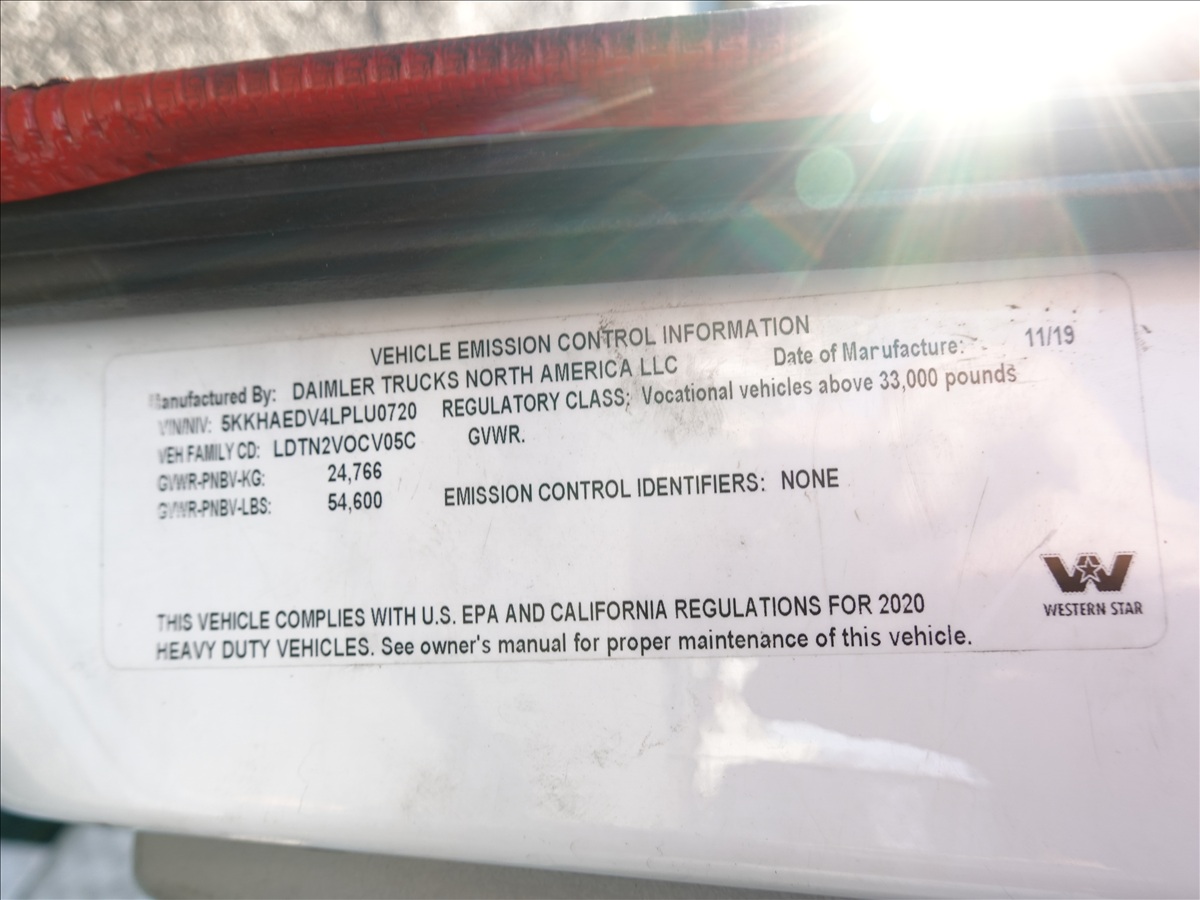 VEHICLE EMISSION CONTROL INFORMATION
Manufactured By: DAIMLER TRUCKS NORTH AMERICA LLC Date of Manufacture: 11/19
VIN/NIV: 5KKHAEDV4LPLU0720 REGULATORY CLASS: Vocational vehicles above 33,000 pounds
VEH FAMILY CD: LDTN2VOCV05C GVWR.
GVWR-PNBV-KG: 24,766
GVWR-PNBV-LBS: 54,600 EMISSION CONTROL IDENTIFIERS: NONE
THIS VEHICLE COMPLIES WITH U.S. EPA AND CALIFORNIA REGULATIONS FOR 2020
HEAVY DUTY VEHICLES. See owner's manual for proper maintenance of this vehicle.
WESTERN STAR